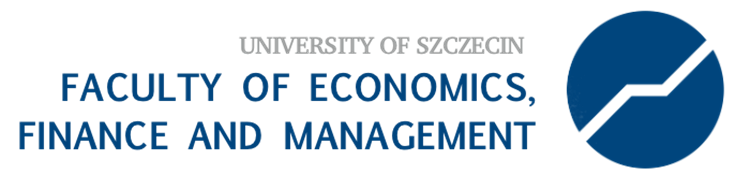 UNIVERSITY OF SZCZECIN
FACULTY OF ECONOMICS,
FINANCE AND MANAGEMENT